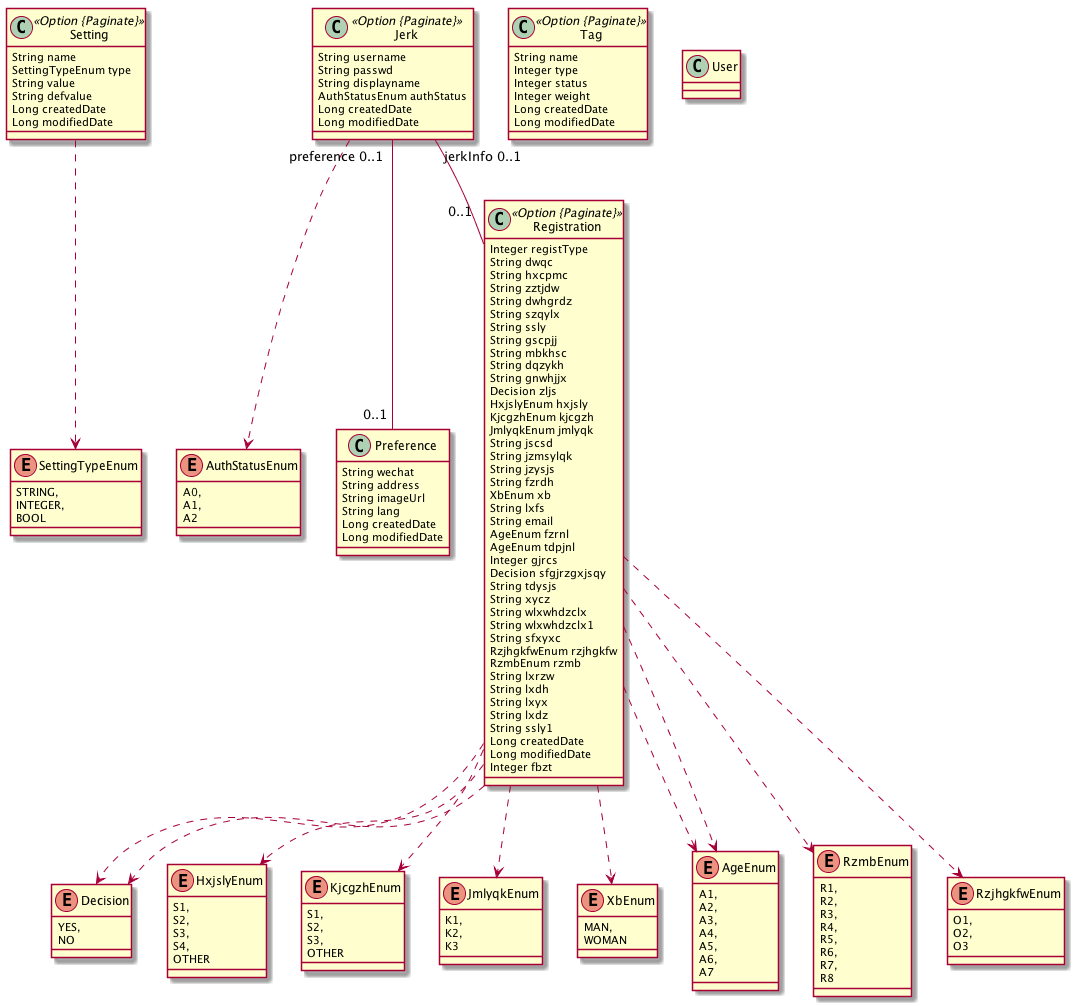 C
«Option {Paginate}»
Setting
String name
SettingTypeEnum type
String value
String defvalue
Long createdDate
Long modifiedDate
C
«Option {Paginate}»
Jerk
String username
String passwd
String displayname
AuthStatusEnum authStatus
Long createdDate
Long modifiedDate
C
«Option {Paginate}»
Tag
String name
Integer type
Integer status
Integer weight
Long createdDate
Long modifiedDate
C User
preference 0..1
jerkInfo 0..1
0..1
C
«Option {Paginate}»
Registration
Integer registType
String dwqc
String hxcpmc
String zztjdw
String dwhgrdz
String szqylx
String ssly
String gscpjj
String mbkhsc
String dqzykh
String gnwhjjx
Decision zljs
HxjslyEnum hxjsly
KjcgzhEnum kjcgzh
JmlyqkEnum jmlyqk
String jscsd
String jzmsylqk
String jzysjs
String fzrdh
XbEnum xb
String lxfs
String email
AgeEnum fzrnl
AgeEnum tdpjnl
Integer gjrcs
Decision sfgjrzgxjsqy
String tdysjs
String xycz
String wlxwhdzclx
String wlxwhdzclx1
String sfxyxc
RzjhgkfwEnum rzjhgkfw
RzmbEnum rzmb
String lxrzw
String lxdh
String lxyx
String lxdz
String ssly1
Long createdDate
Long modifiedDate
Integer fbzt
0..1
E SettingTypeEnum
STRING,
INTEGER,
BOOL
E AuthStatusEnum
A0,
A1,
A2
C Preference
String wechat
String address
String imageUrl
String lang
Long createdDate
Long modifiedDate
E Decision
YES,
NO
E HxjslyEnum
S1,
S2,
S3,
S4,
OTHER
E KjcgzhEnum
S1,
S2,
S3,
OTHER
E JmlyqkEnum
K1,
K2,
K3
E XbEnum
MAN,
WOMAN
E AgeEnum
A1,
A2,
A3,
A4,
A5,
A6,
A7
E RzmbEnum
R1,
R2,
R3,
R4,
R5,
R6,
R7,
R8
E RzjhgkfwEnum
O1,
O2,
O3